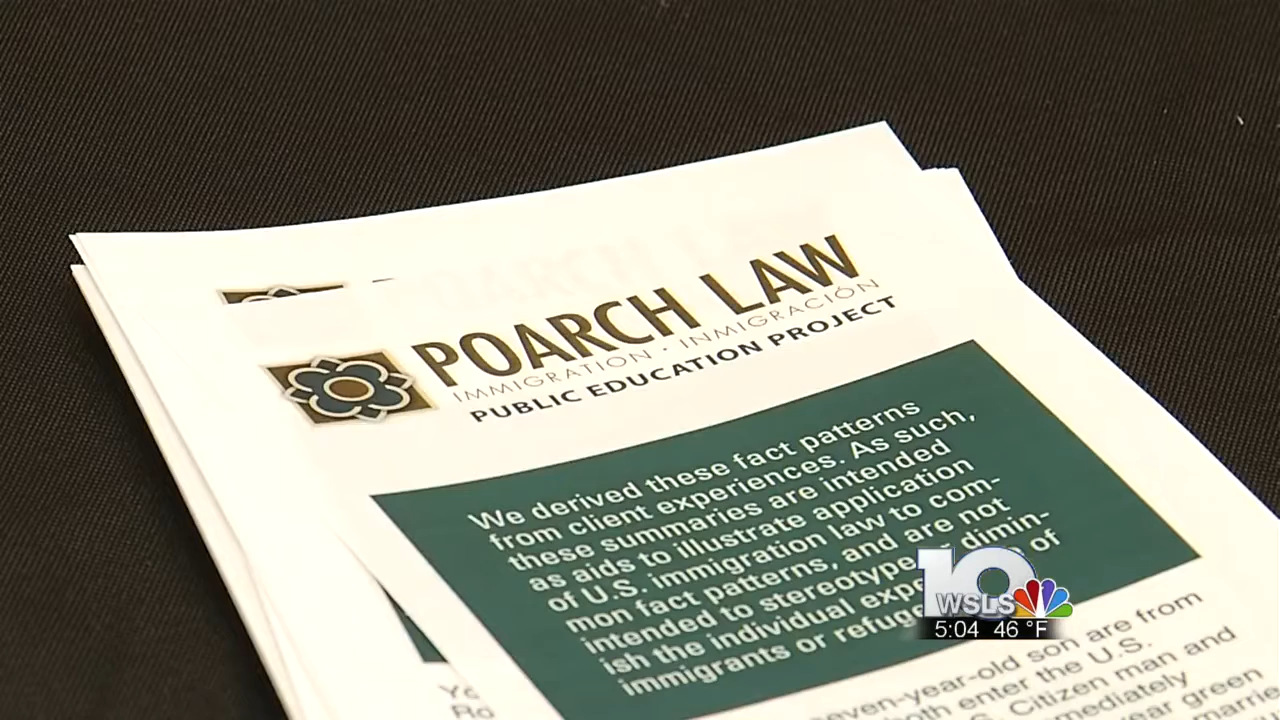 POARCH LAW
IMMIGRATION · INMIGRACIÓN
PUBLIC EDUCATION PROJECT
We derived these fact patterns
from client experiences. As such,
these summaries are intended
as aids to illustrate application
of U.S. immigration law to com-
mon fact patterns, and are not
intended to stereotype dimin-
ish the individual of
immigrants or
son are from
both enter the U.S.
Citizen man and
green
10
WSLS
5:04 46 °F